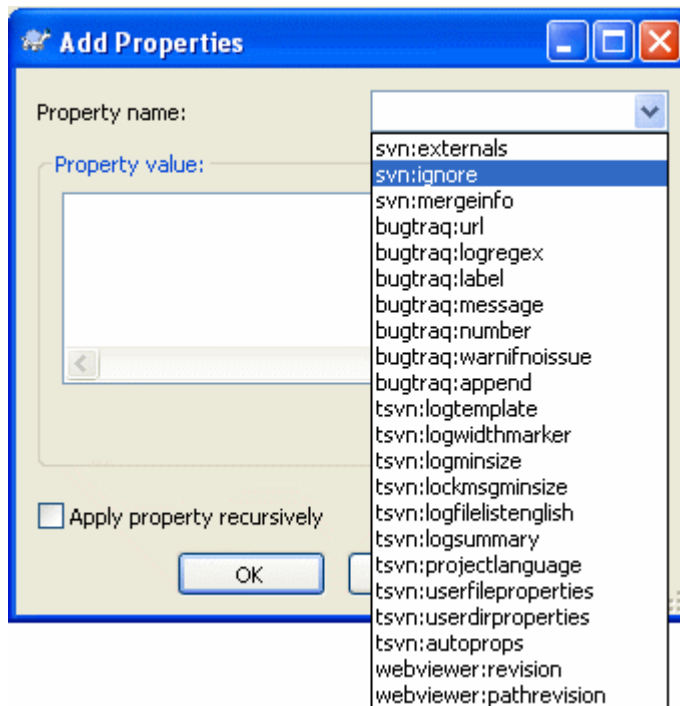 Add Properties
Property name:
Property value:
svn:externals
svn:ignore
svn:mergeinfo
bugtraq:url
bugtraq:logregex
bugtraq:label
bugtraq:message
bugtraq:number
bugtraq:warnifnoissue
bugtraq:append
tsvn:logtemplate
tsvn:logwidthmarker
tsvn:logminsize
tsvn:lockmsgminsize
tsvn:logfilelistenglish
tsvn:logsummary
tsvn:projectlanguage
tsvn:userfileproperties
tsvn:userdirproperties
tsvn:autoprops
webviewer:revision
webviewer:pathrevision
Apply property recursively
OK